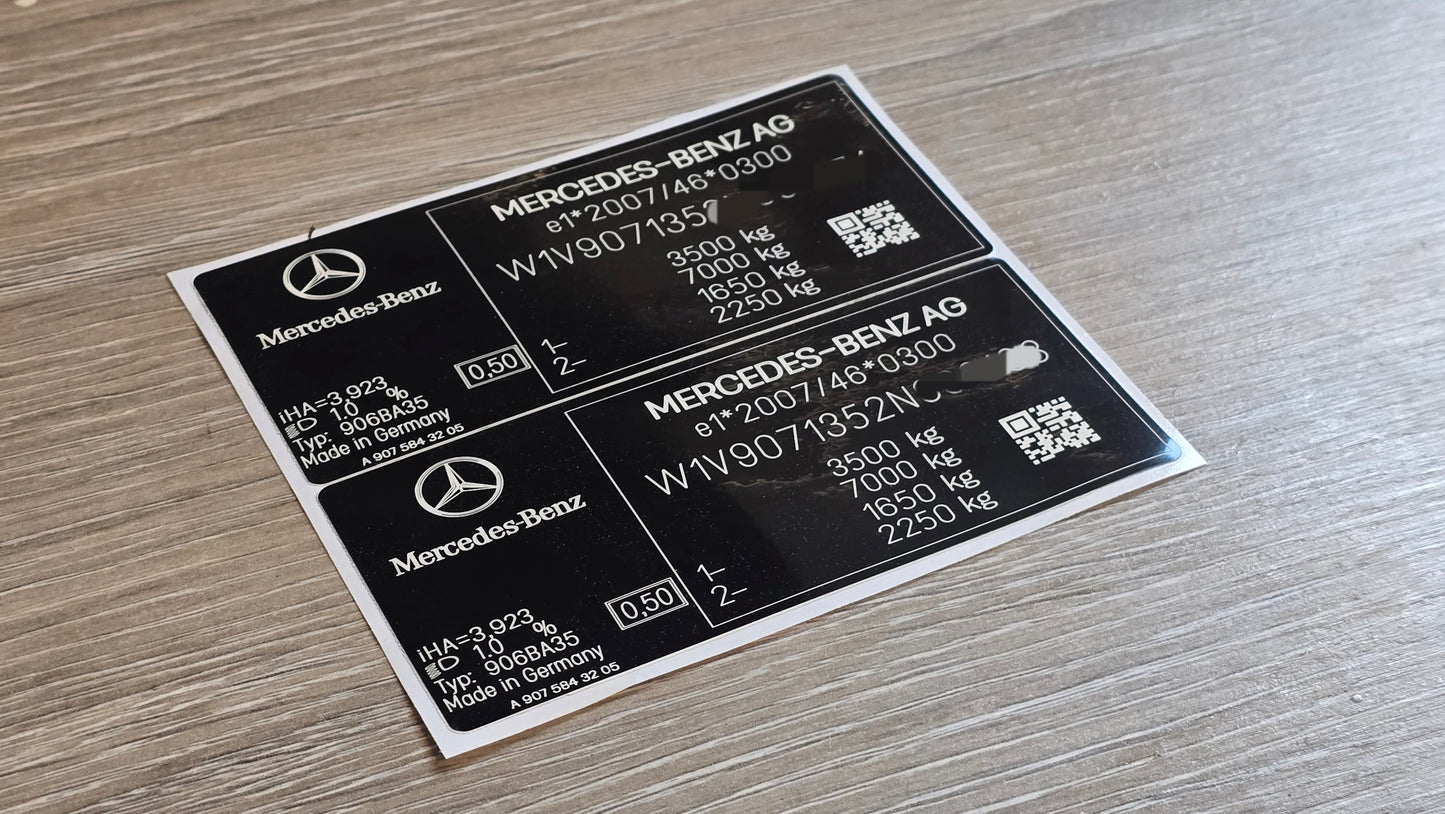 MERCEDES-BENZ AG
e1*2007/46*0300
W1V907135
3500 kg
7000 kg
1650 kg
2250 kg
1-
2-
Mercedes-Benz
0,50
iHA=3,923
D 1.0 %
Typ: 906BA35
Made in Germany
A 907 584 32 05
MERCEDES-BENZ AG
e1*2007/46*0300
W1V9071352N
3500 kg
7000 kg
1650 kg
2250 kg
1-
2-
Mercedes-Benz
0,50
iHA=3,923
D 1.0 %
Typ: 906BA35
Made in Germany
A 907 584 32 05